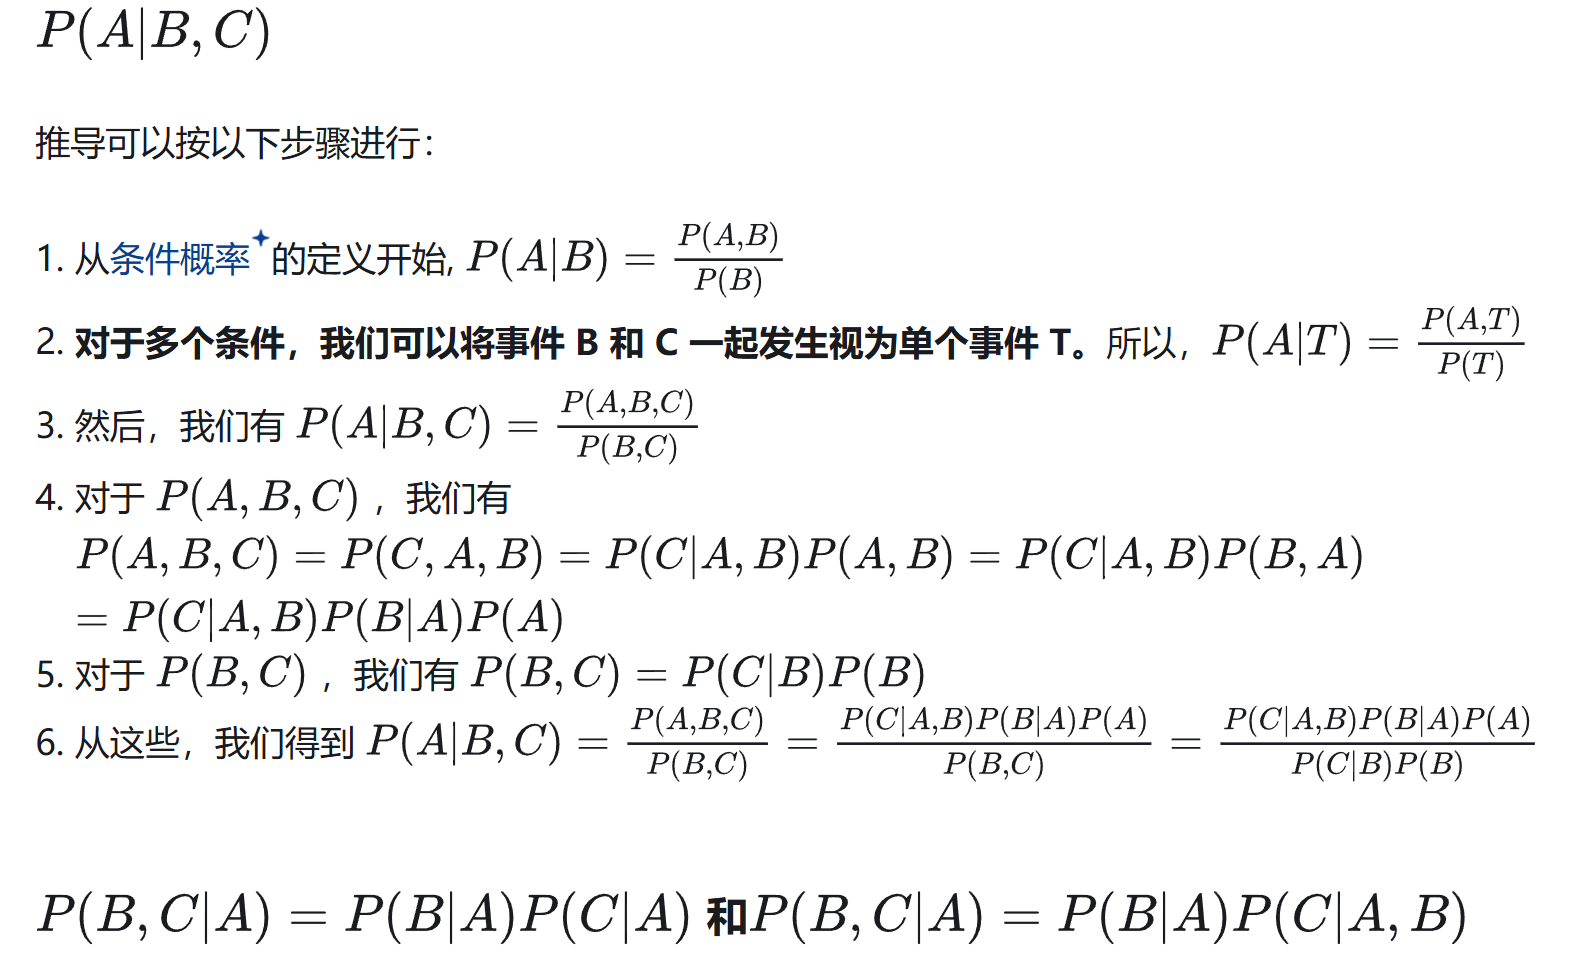 P(A|B, C)
推导可以按以下步骤进行：
1. 从条件概率的定义开始, P(A|B) = \frac{P(A,B)}{P(B)}
2. 对于多个条件，我们可以将事件 B 和 C 一起发生视为单个事件 T。所以，P(A|T) = \frac{P(A,T)}{P(T)}
3. 然后，我们有 P(A|B, C) = \frac{P(A,B,C)}{P(B,C)}
4. 对于 P(A, B, C) ，我们有
P(A, B, C) = P(C, A, B) = P(C|A, B)P(A, B) = P(C|A, B)P(B, A)
= P(C|A, B)P(B|A)P(A)
5. 对于 P(B, C) ，我们有 P(B, C) = P(C|B)P(B)
6. 从这些，我们得到 P(A|B, C) = \frac{P(A,B,C)}{P(B,C)} = \frac{P(C|A,B)P(B|A)P(A)}{P(B,C)} = \frac{P(C|A,B)P(B|A)P(A)}{P(C|B)P(B)}
P(B, C|A) = P(B|A)P(C|A) 和P(B, C|A) = P(B|A)P(C|A, B)